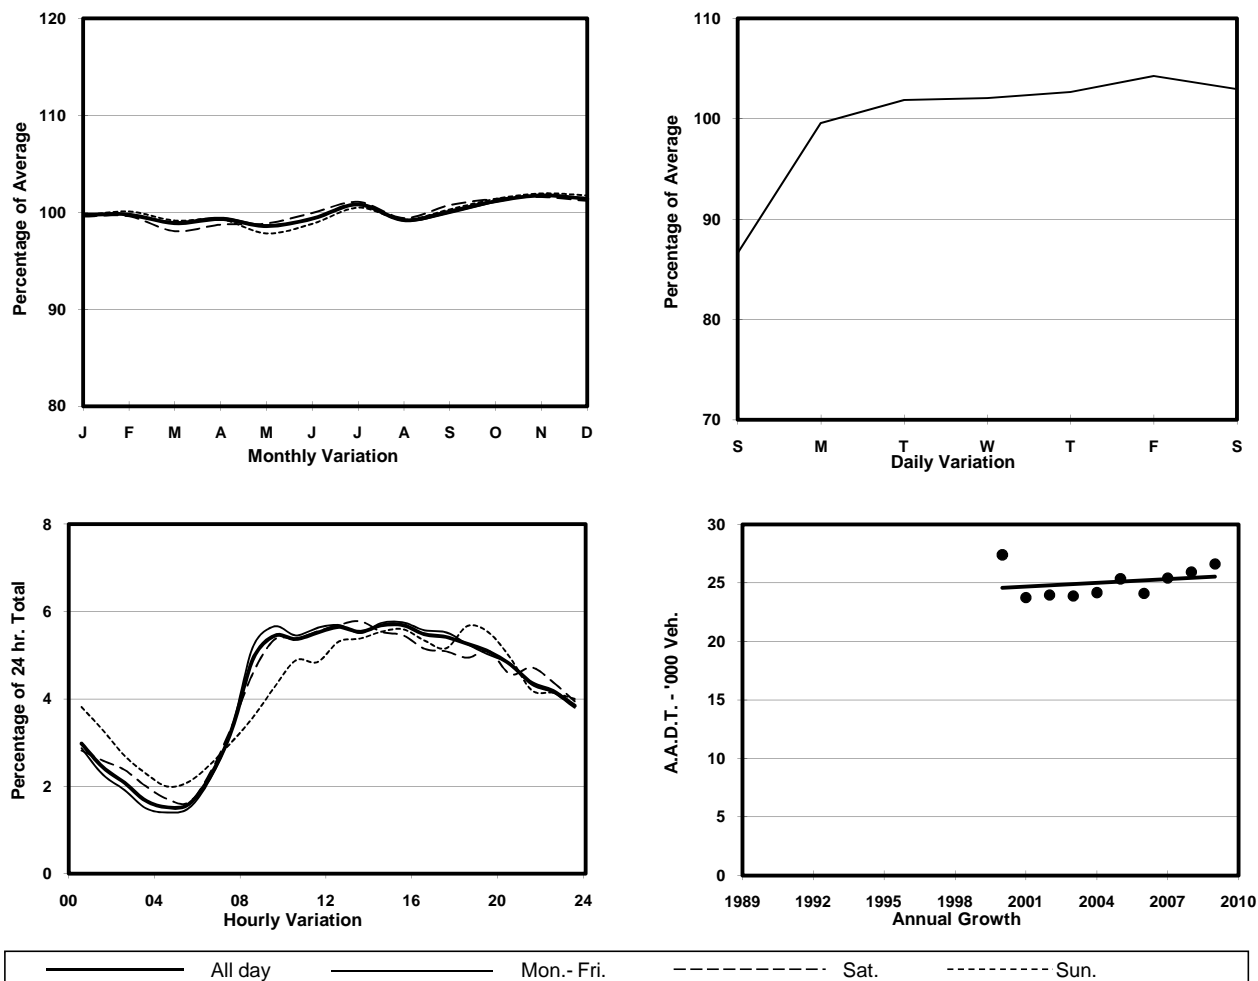 120
110
100
90
80
Percentage of Average
J F M A M J J A S O N D
Monthly Variation
110
100
90
80
70
Percentage of Average
S M T W T F S
Daily Variation
8
6
4
2
0
Percentage of 24 hr. Total
00 04 08 12 16 20 24
Hourly Variation
30
25
20
15
10
5
0
A.A.D.T. - '000 Veh.
1989 1992 1995 1998 2001 2004 2007 2010
Annual Growth
All day Mon.- Fri. Sat. Sun.